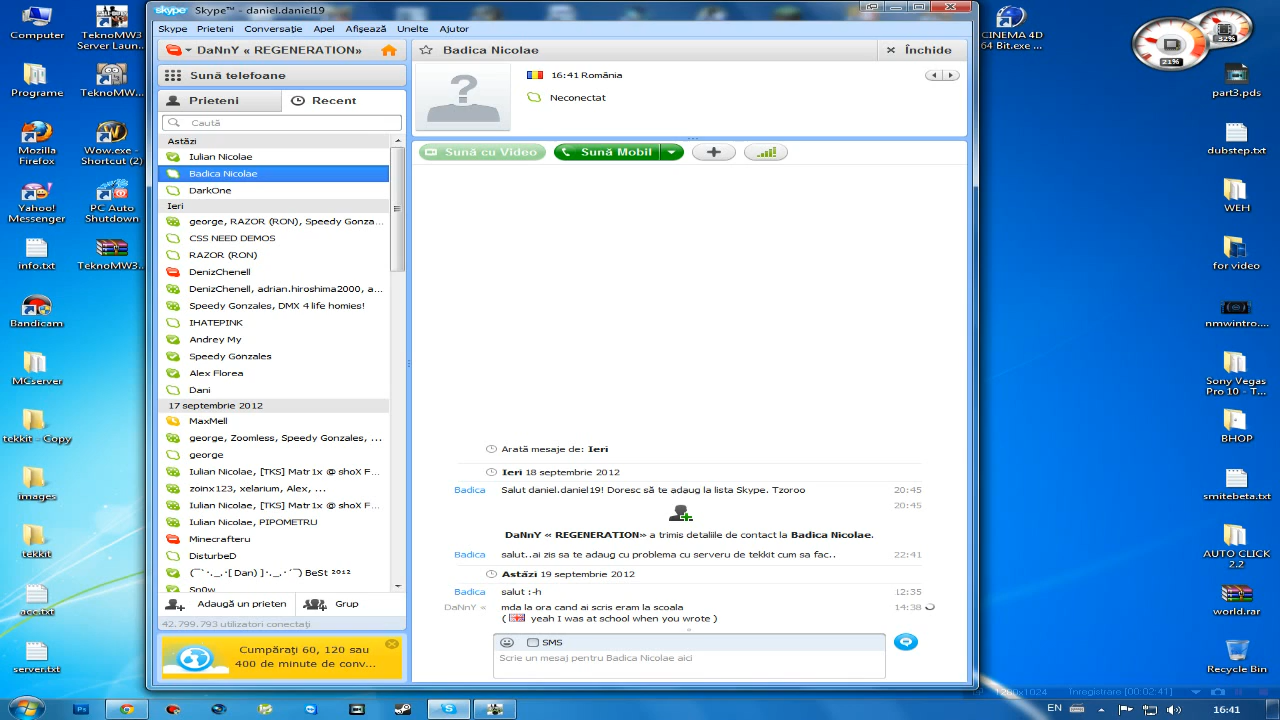 Computer
TeknoMW3
Server Laun...
Programe
TeknoMW...
Mozilla
Firefox
Wow.exe -
Shortcut (2)
Yahoo!
Messenger
PC Auto
Shutdown
info.txt
TeknoMW3...
Bandicam
MCserver
tekkit - Copy
images
tekkit
acc.txt
server.txt
skype
Skype™ - daniel.daniel19
Skype Prieteni Conversaţie Apel Afişează Unelte Ajutor
DaNnY « REGENERATION»
Sună telefoane
Prieteni
Recent
Caută
Astăzi
Iulian Nicolae
Badica Nicolae
DarkOne
Ieri
george, RAZOR (RON), Speedy Gonza...
CSS NEED DEMOS
RAZOR (RON)
DenizChenell
DenizChenell, adrian.hiroshima2000, a...
Speedy Gonzales, DMX 4 life homies!
IHATEPINK
Andrey My
Speedy Gonzales
Alex Florea
Dani
17 septembrie 2012
MaxMell
george, Zoomless, Speedy Gonzales, ...
george
Iulian Nicolae, [TKS] Matr1x @ shoX F...
zoinx123, xelarium, Alex, ...
Iulian Nicolae, [TKS] Matr1x @ shoX F...
Iulian Nicolae, PIPOMETRU
Minecrafteru
DisturbeD
Sp0w
Adaugă un prieten
Grup
42.799.793 utilizatori conectaţi
Cumpăraţi 60, 120 sau
400 de minute de conv...
Badica Nicolae
Închide
16:41 România
Neconectat
Sună cu Video
Sună Mobil
Arată mesaje de: Ieri
Ieri 18 septembrie 2012
Badica Salut daniel.daniel19! Doresc să te adaug la lista Skype. Tzoroo 20:45
20:45
DaNnY « REGENERATION» a trimis detaliile de contact la Badica Nicolae.
Badica salut..ai zis sa te adaug cu problema cu serveru de tekkit cum sa fac.. 22:41
Astăzi 19 septembrie 2012
Badica salut :-h 12:35
DaNnY « mda la ora cand ai scris eram la scoala 14:38
( yeah I was at school when you wrote )
SMS
Scrie un mesaj pentru Badica Nicolae aici
CINEMA 4D
64 Bit.exe ...
21%
32%
part3.pds
dubstep.txt
WEH
for video
nmwintro....
Sony Vegas
Pro 10 - T...
BHOP
smitebeta.txt
AUTO CLICK
2.2
world.rar
Recycle Bin
1280x1024
Inregistrare [00:02:41]
EN
16:41